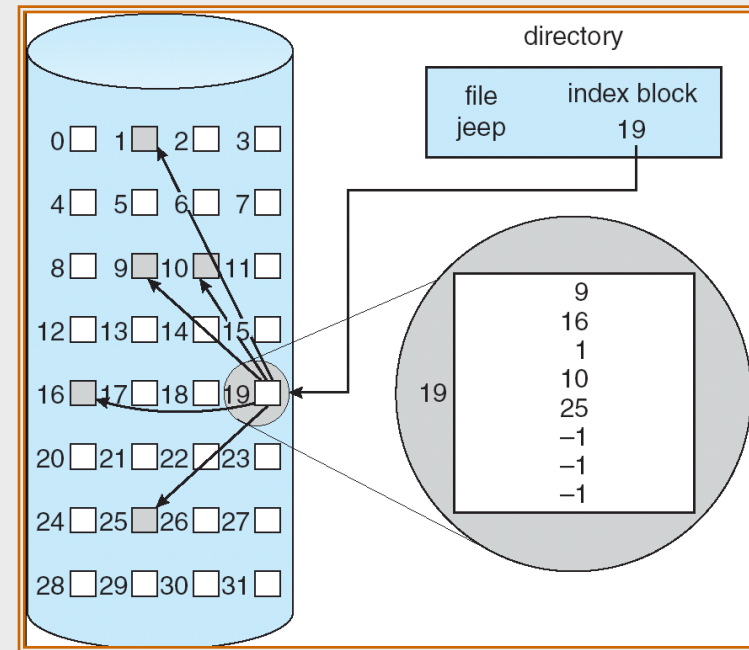 directory
file index block
jeep 19
0 1 2 3
4 5 6 7
8 9 10 11
12 13 14 15
16 17 18 19
20 21 22 23
24 25 26 27
28 29 30 31
19
9
16
1
10
25
–1
–1
–1